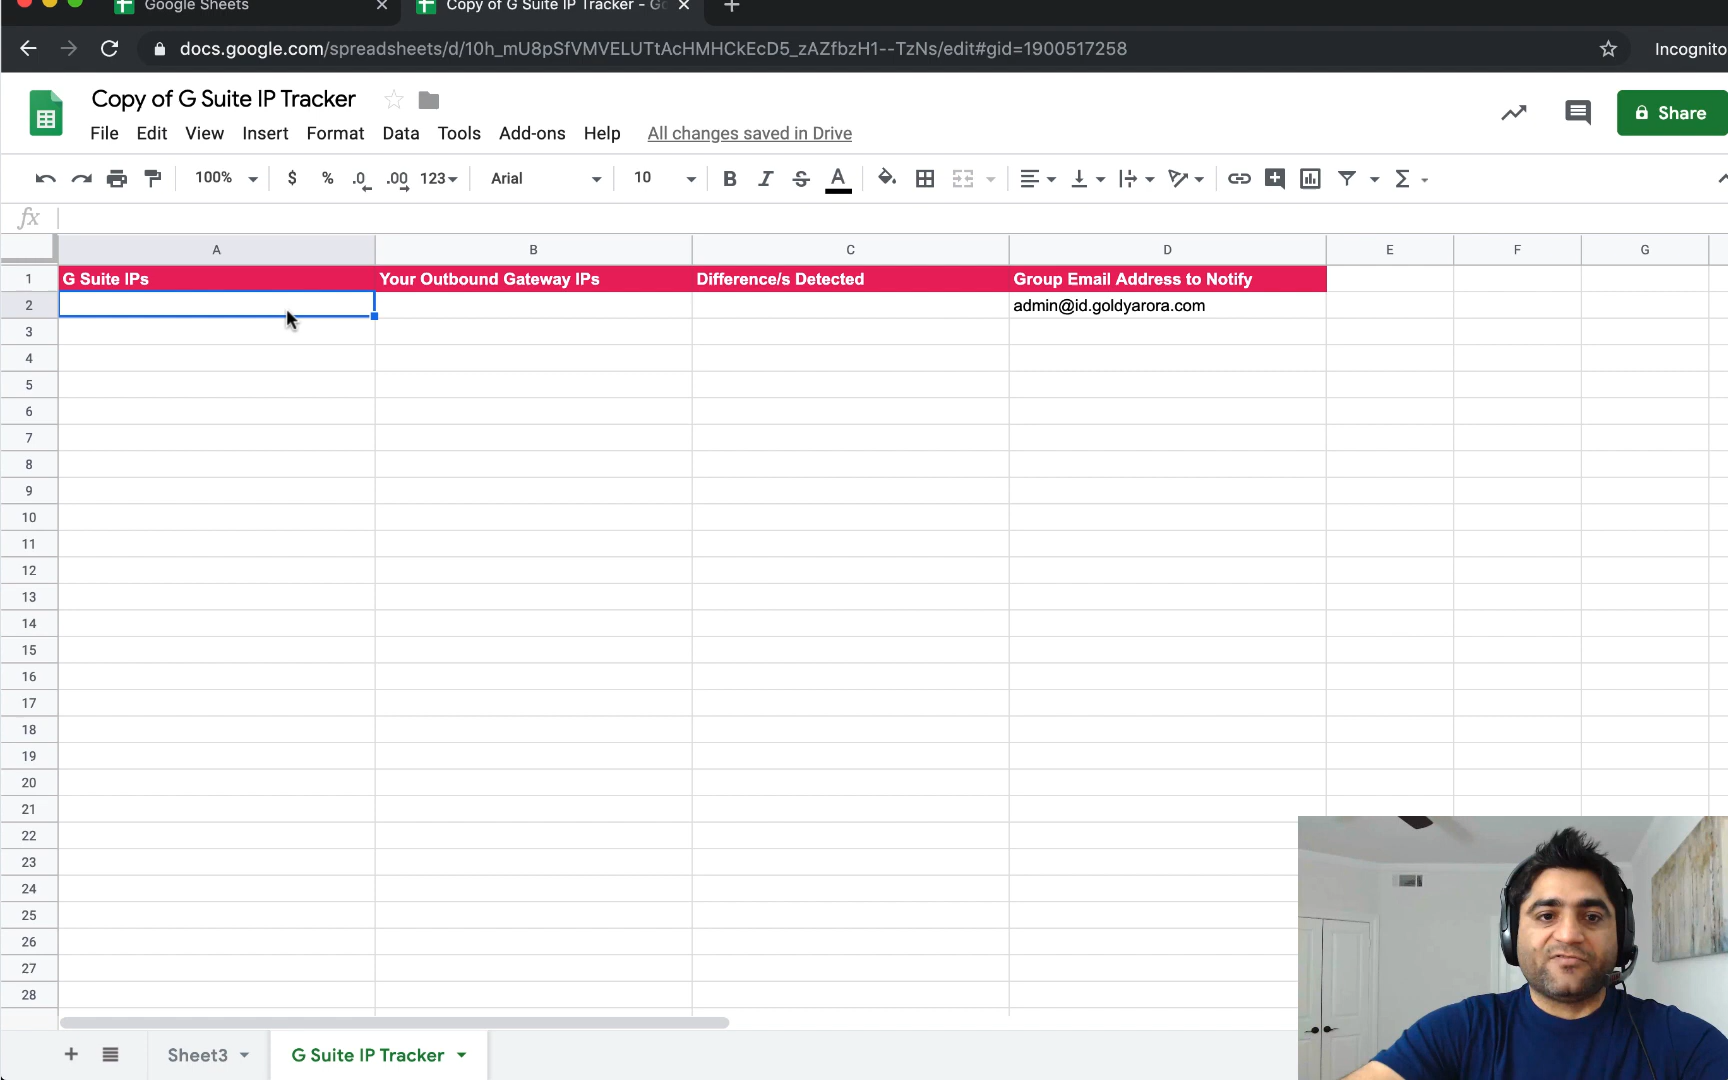 Google Sheets
Copy of G Suite IP Tracker - Go
docs.google.com/spreadsheets/d/10h_mU8pSfVMVELUTtAcHMHCkEcD5_zAZfbzH1--TzNs/edit#gid=1900517258
Incognito
Copy of G Suite IP Tracker
File Edit View Insert Format Data Tools Add-ons Help All changes saved in Drive
Share
100% $ % .0 .00 123 Arial 10 B I S A Σ
fx
A B C D E F G
1 G Suite IPs Your Outbound Gateway IPs Difference/s Detected Group Email Address to Notify
2 admin@id.goldyarora.com
3
4
5
6
7
8
9
10
11
12
13
14
15
16
17
18
19
20
21
22
23
24
25
26
27
28
Sheet3 G Suite IP Tracker